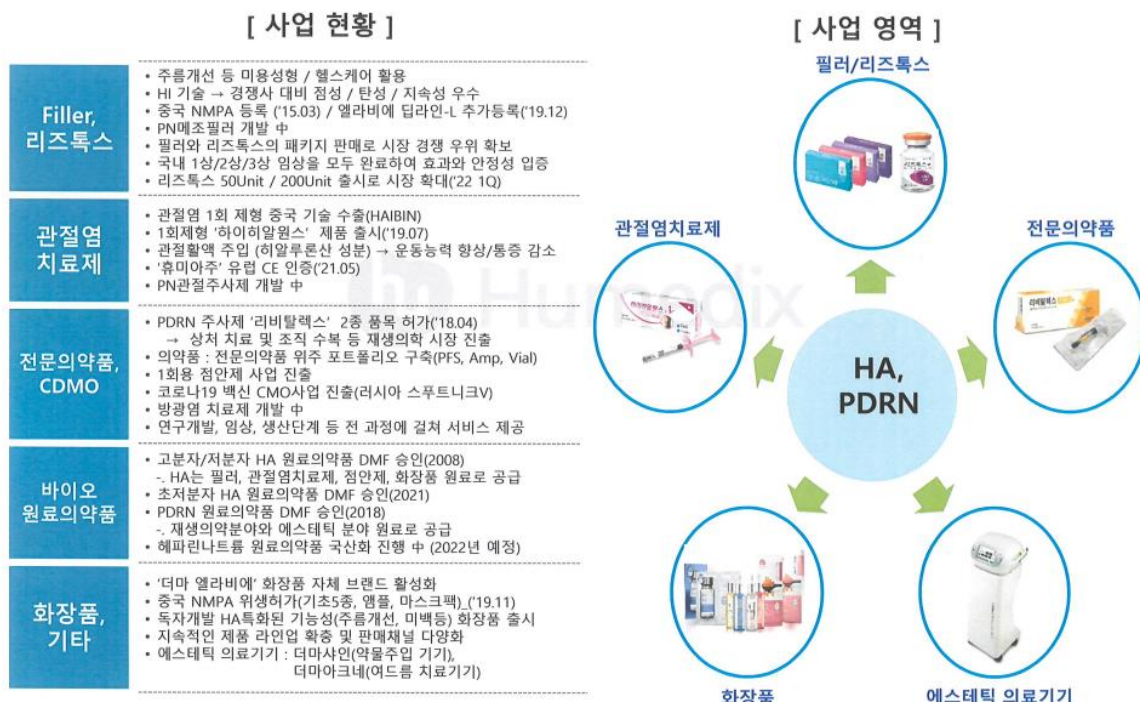 [ 사업 현황 ]
Filler,
리즈톡스
• 주름개선 등 미용성형 / 헬스케어 활용
• HI 기술 → 경쟁사 대비 점성 / 탄성 / 지속성 우수
• 중국 NMPA 등록 ('15.03) / 엘라비에 딥라인-L 추가등록('19.12)
• PN메조필러 개발 中
• 필러와 리즈톡스의 패키지 판매로 시장 경쟁 우위 확보
• 국내 1상/2상/3상 임상을 모두 완료하여 효과와 안정성 입증
• 리즈톡스 50Unit / 200Unit 출시로 시장 확대('22 1Q)
관절염
치료제
• 관절염 1회 제형 중국 기술 수출(HAIBIN)
• 1회제형 '하이히알원스' 제품 출시('19.07)
• 관절활액 주입 (히알루론산 성분) → 운동능력 향상/통증 감소
• '휴미아주' 유럽 CE 인증('21.05)
• PN관절주사제 개발 中
전문의약품,
CDMO
• PDRN 주사제 '리비탈렉스' 2종 품목 허가('18.04)
→ 상처 치료 및 조직 수복 등 재생의학 시장 진출
• 의약품 : 전문의약품 위주 포트폴리오 구축(PFS, Amp, Vial)
• 1회용 점안제 사업 진출
• 코로나19 백신 CMO사업 진출(러시아 스푸트니크V)
• 방광염 치료제 개발 中
• 연구개발, 임상, 생산단계 등 전 과정에 걸쳐 서비스 제공
바이오
원료의약품
• 고분자/저분자 HA 원료의약품 DMF 승인(2008)
-. HA는 필러, 관절염치료제, 점안제, 화장품 원료로 공급
• 초저분자 HA 원료의약품 DMF 승인(2021)
• PDRN 원료의약품 DMF 승인(2018)
-. 재생의약분야와 에스테틱 분야 원료로 공급
• 헤파린나트륨 원료의약품 국산화 진행 中 (2022년 예정)
화장품,
기타
• '더마 엘라비에' 화장품 자체 브랜드 활성화
• 중국 NMPA 위생허가(기초5종, 앰플, 마스크팩)_('19.11)
• 독자개발 HA특화된 기능성(주름개선, 미백등) 화장품 출시
• 지속적인 제품 라인업 확충 및 판매채널 다양화
• 에스테틱 의료기기 : 더마샤인(약물주입 기기),
더마아크네(여드름 치료기기)
Humedix
[ 사업 영역 ]
필러/리즈톡스
관절염치료제
전문의약품
리비탈렉스
HA,
PDRN
화장품
에스테틱 의료기기